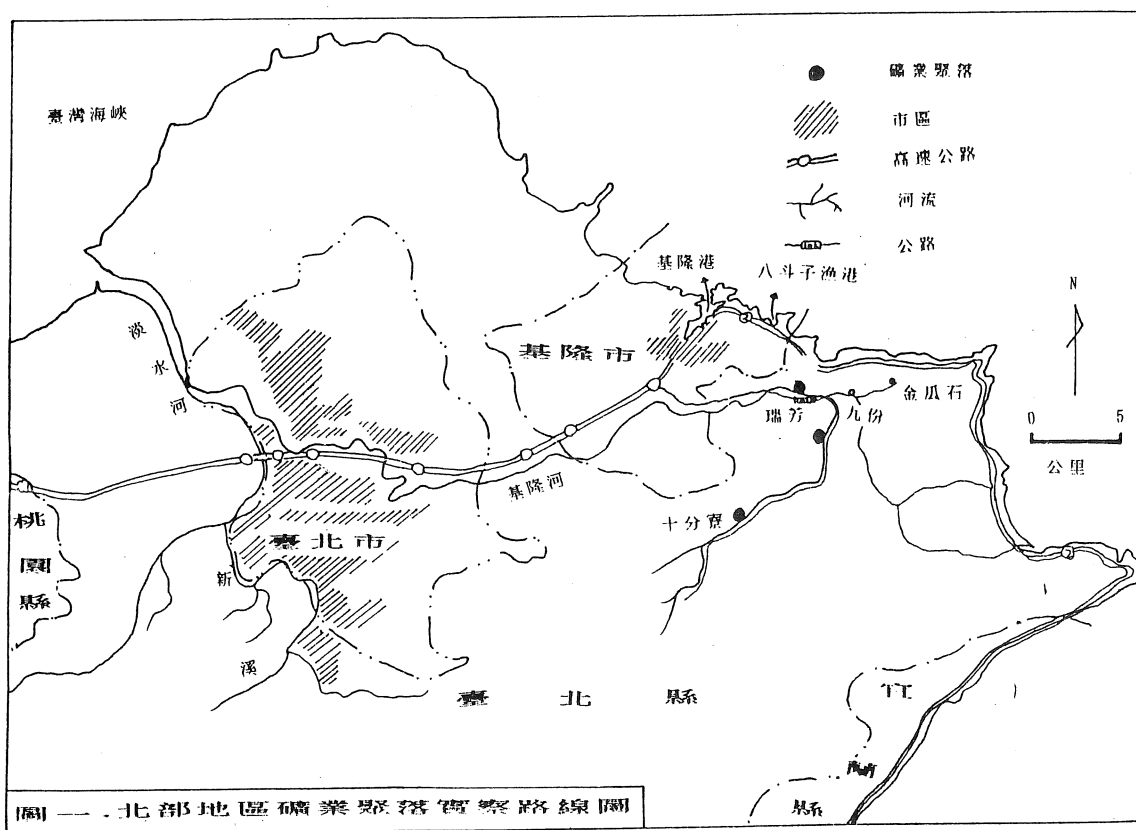 臺灣海峽
礦業聚落
市區
高速公路
河流
公路
基隆港
八斗子漁港
N
淡水河
基隆市
2
金瓜石
瑞芳
九份
0 5
公里
基隆河
桃園縣
十分寮
臺北市
新
溪
2
臺北縣
竹
縣
圖一.北部地區礦業聚落實察路線圖